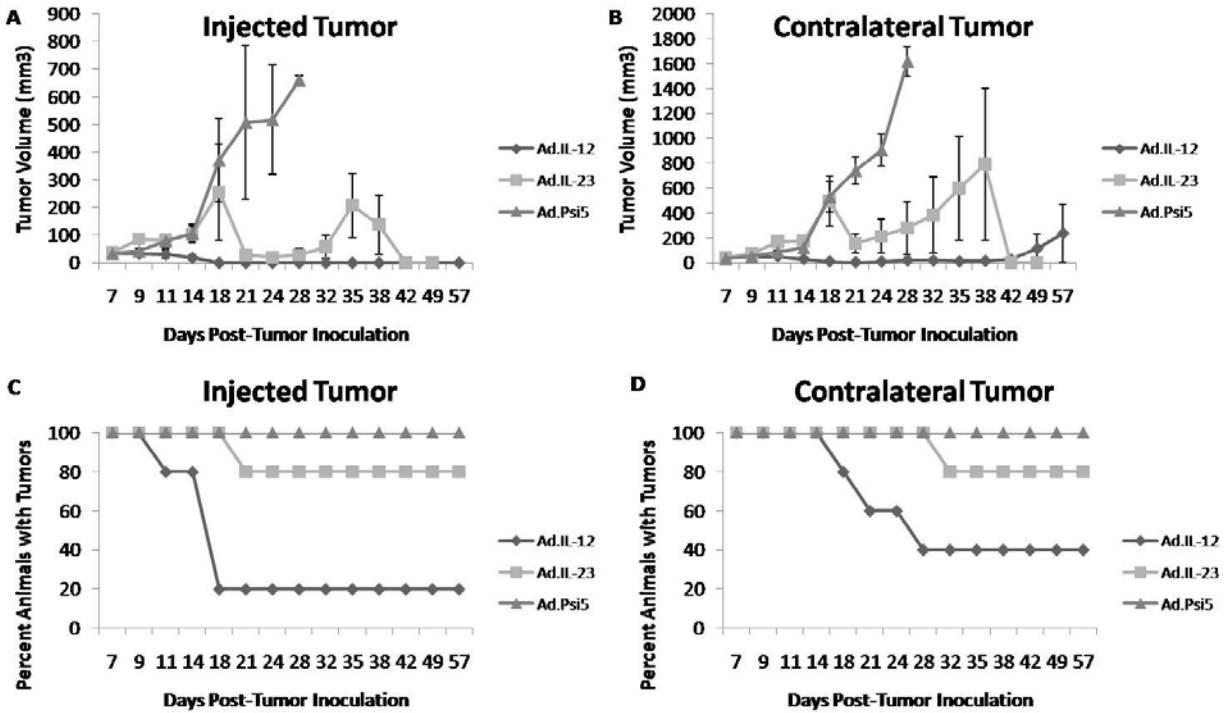 A
Injected Tumor
Tumor Volume (mm3)
900
800
700
600
500
400
300
200
100
0
7 9 11 14 18 21 24 28 32 35 38 42 49 57
Days Post-Tumor Inoculation
Ad.IL-12
Ad.IL-23
Ad.Psi5
B
Contralateral Tumor
Tumor Volume (mm3)
2000
1800
1600
1400
1200
1000
800
600
400
200
0
7 9 11 14 18 21 24 28 32 35 38 42 49 57
Days Post-Tumor Inoculation
Ad.IL-12
Ad.IL-23
Ad.Psi5
C
Injected Tumor
Percent Animals with Tumors
100
80
60
40
20
0
7 9 11 14 18 21 24 28 32 35 38 42 49 57
Days Post-Tumor Inoculation
Ad.IL-12
Ad.IL-23
Ad.Psi5
D
Contralateral Tumor
Percent Animals with Tumors
100
80
60
40
20
0
7 9 11 14 18 21 24 28 32 35 38 42 49 57
Days Post-Tumor Inoculation
Ad.IL-12
Ad.IL-23
Ad.Psi5